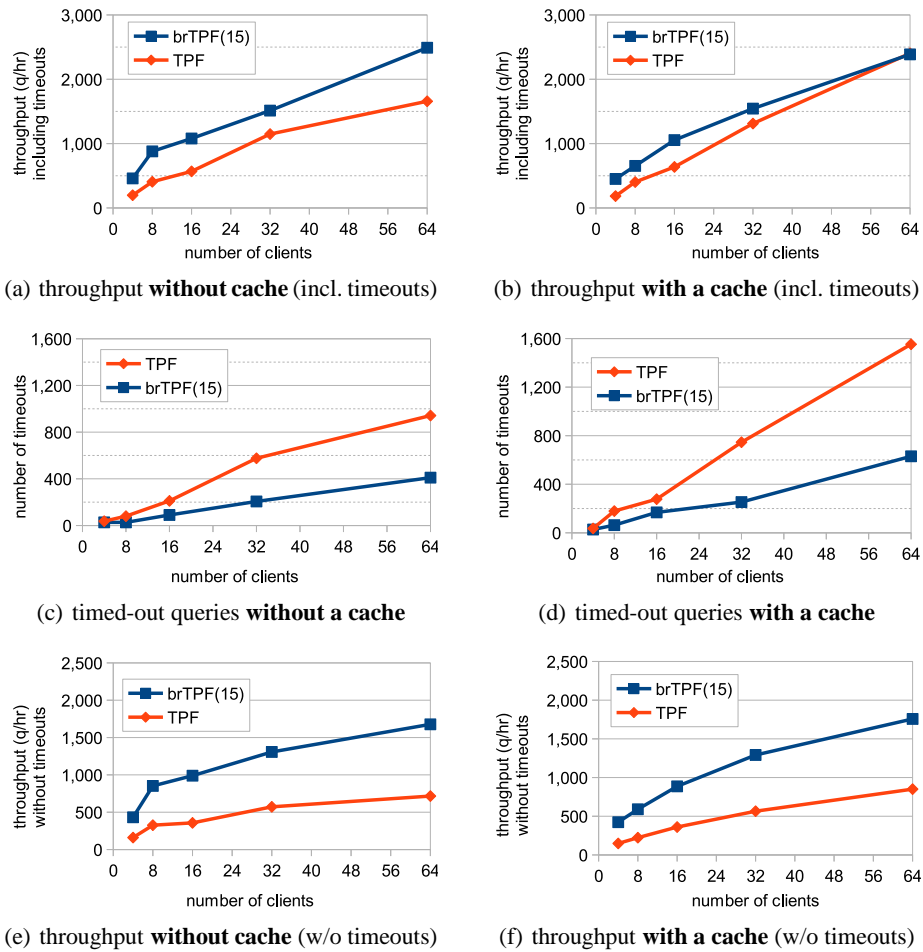 3,000
2,000
1,000
0
throughput (q/hr)
including timeouts
brTPF(15)
TPF
0 8 16 24 32 40 48 56 64
number of clients
(a) throughput without cache (incl. timeouts)
3,000
2,000
1,000
0
throughput (q/hr)
including timeouts
brTPF(15)
TPF
0 8 16 24 32 40 48 56 64
number of clients
(b) throughput with a cache (incl. timeouts)
1,600
1,200
800
400
0
number of timeouts
TPF
brTPF(15)
0 8 16 24 32 40 48 56 64
number of clients
(c) timed-out queries without a cache
1,600
1,200
800
400
0
number of timeouts
TPF
brTPF(15)
0 8 16 24 32 40 48 56 64
number of clients
(d) timed-out queries with a cache
2,500
2,000
1,500
1,000
500
0
throughput (q/hr)
without timeouts
brTPF(15)
TPF
0 8 16 24 32 40 48 56 64
number of clients
(e) throughput without cache (w/o timeouts)
2,500
2,000
1,500
1,000
500
0
throughput (q/hr)
without timeouts
brTPF(15)
TPF
0 8 16 24 32 40 48 56 64
number of clients
(f) throughput with a cache (w/o timeouts)